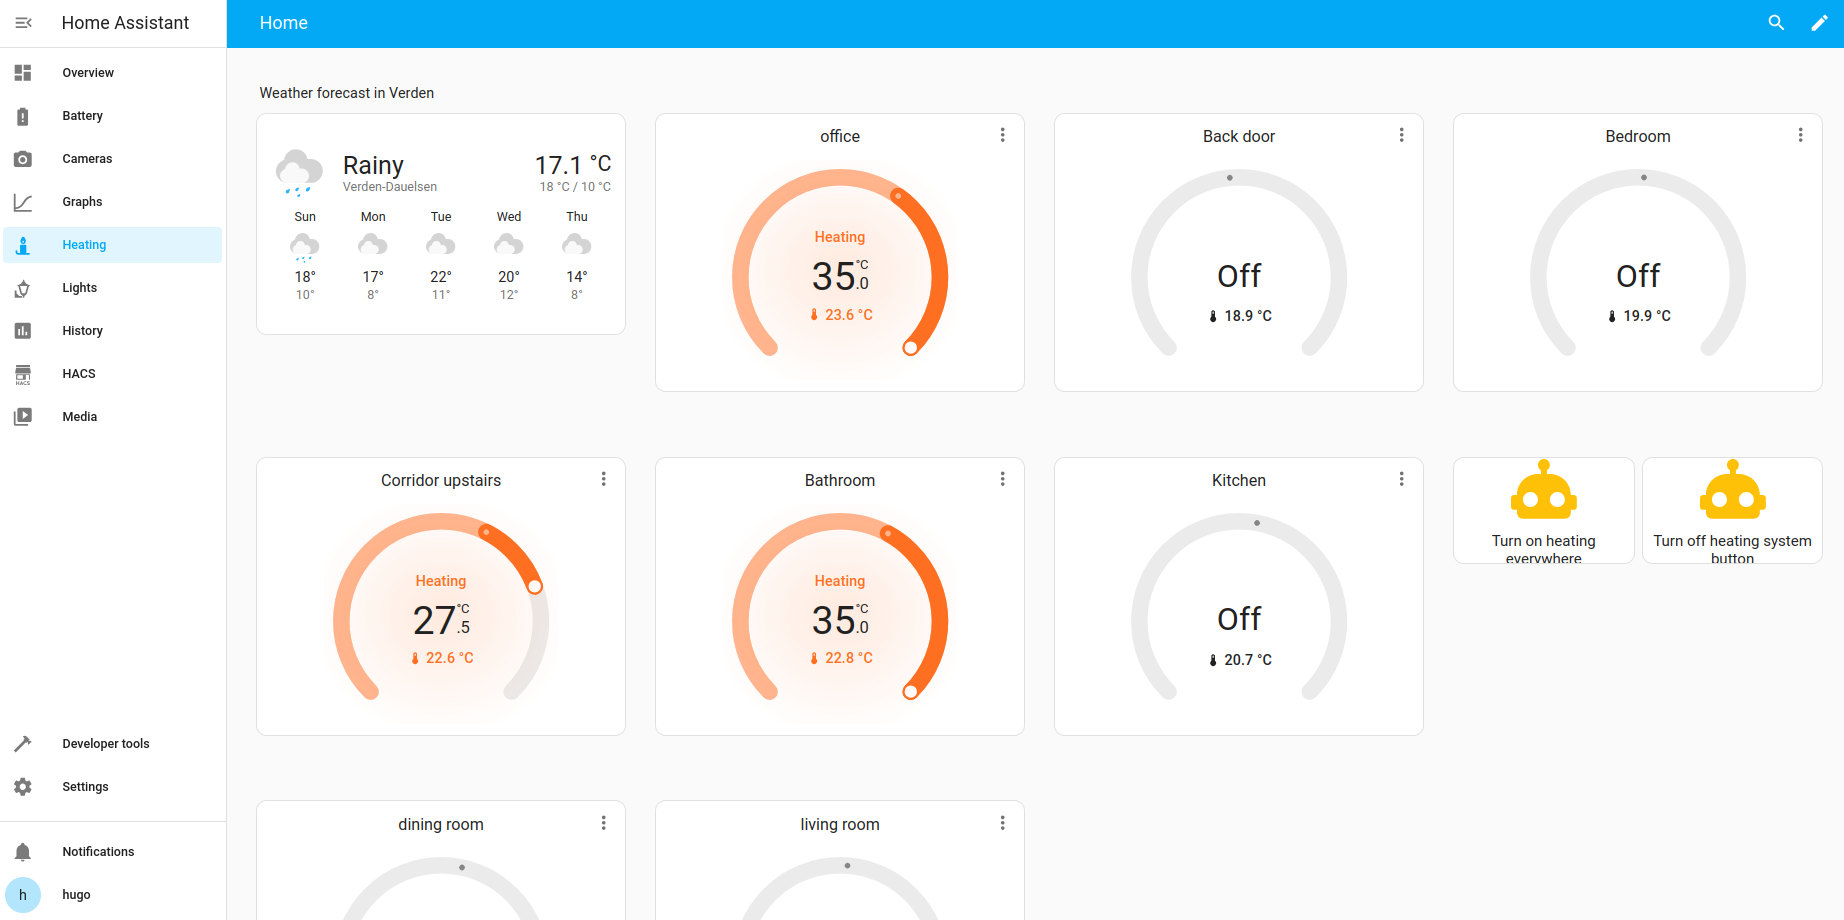 Home Assistant
Home
Overview
Battery
Cameras
Graphs
Heating
Lights
History
HACS
HACS
Media
Developer tools
Settings
Notifications
h
hugo
Weather forecast in Verden
Rainy
17.1 °C
Verden-Dauelsen
18 °C / 10 °C
Sun Mon Tue Wed Thu
18° 17° 22° 20° 14°
10° 8° 11° 12° 8°
office
Heating
35.0 °C
23.6 °C
Back door
Off
18.9 °C
Bedroom
Off
19.9 °C
Corridor upstairs
Heating
27.5 °C
22.6 °C
Bathroom
Heating
35.0 °C
22.8 °C
Kitchen
Off
20.7 °C
Turn on heating
everywhere
Turn off heating system
button
dining room
living room